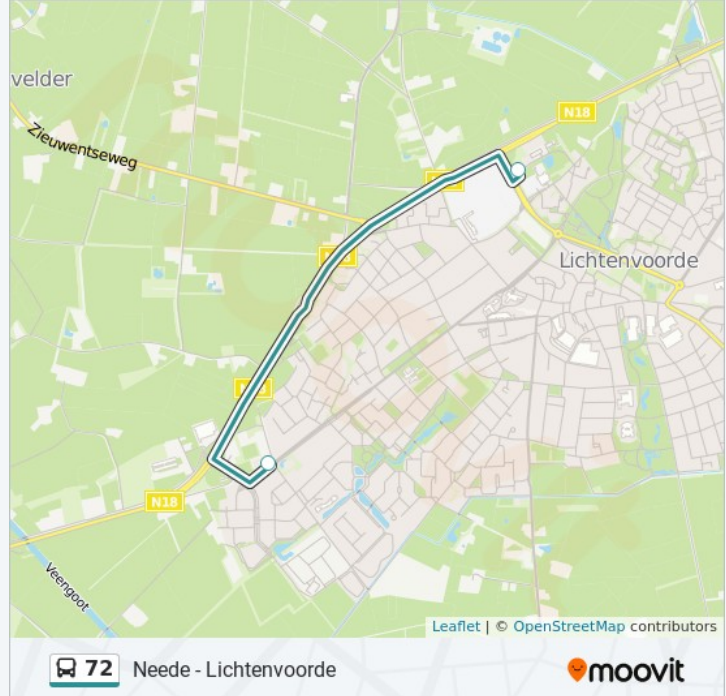 velder
N18
Zieuwentseweg
Lichtenvoorde
N18
Veengoot
Leaflet | © OpenStreetMap contributors
72 Neede - Lichtenvoorde
moovit